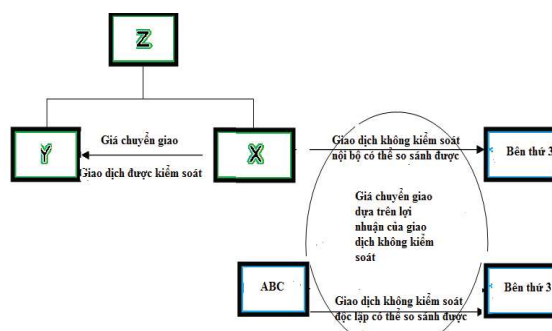 Z
Giá chuyển giao
Y
X
Giao dịch được kiểm soát
Giao dịch không kiểm soát
nội bộ có thể so sánh được
Bên thứ 3
Giá chuyển giao
dựa trên lợi
nhuận của giao
dịch không kiểm
soát
ABC
Bên thứ 3
Giao dịch không kiểm soát
độc lập có thể so sánh được